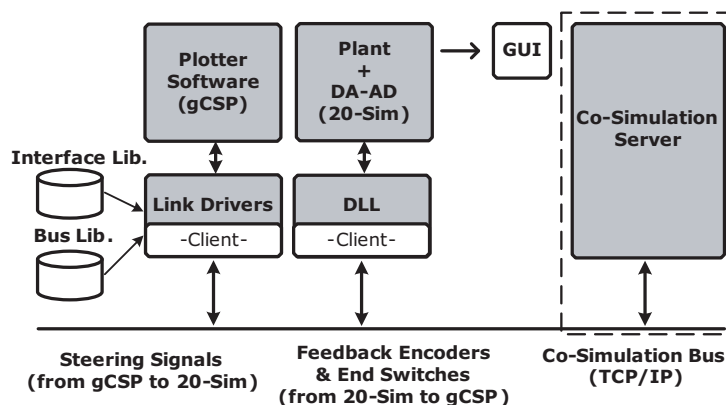 Plotter
Software
(gCSP)
Plant
+
DA-AD
(20-Sim)
GUI
Co-Simulation
Server
Interface Lib.
Link Drivers
-Client-
DLL
-Client-
Bus Lib.
Steering Signals
(from gCSP to 20-Sim)
Feedback Encoders
& End Switches
(from 20-Sim to gCSP)
Co-Simulation Bus
(TCP/IP)